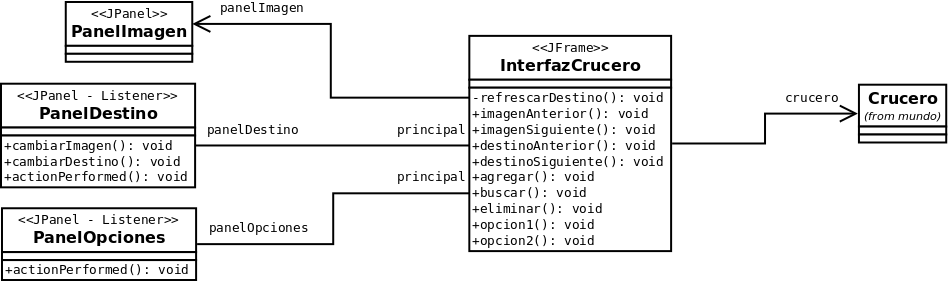 <<JPanel>>
PanelImagen
panelImagen
<<JPanel - Listener>>
PanelDestino
+cambiarImagen(): void
+cambiarDestino(): void
+actionPerformed(): void
panelDestino
principal
<<JPanel - Listener>>
PanelOpciones
+actionPerformed(): void
panelOpciones
principal
<<JFrame>>
InterfazCrucero
-refrescarDestino(): void
+imagenAnterior(): void
+imagenSiguiente(): void
+destinoAnterior(): void
+destinoSiguiente(): void
+agregar(): void
+buscar(): void
+eliminar(): void
+opcion1(): void
+opcion2(): void
crucero
Crucero
(from mundo)